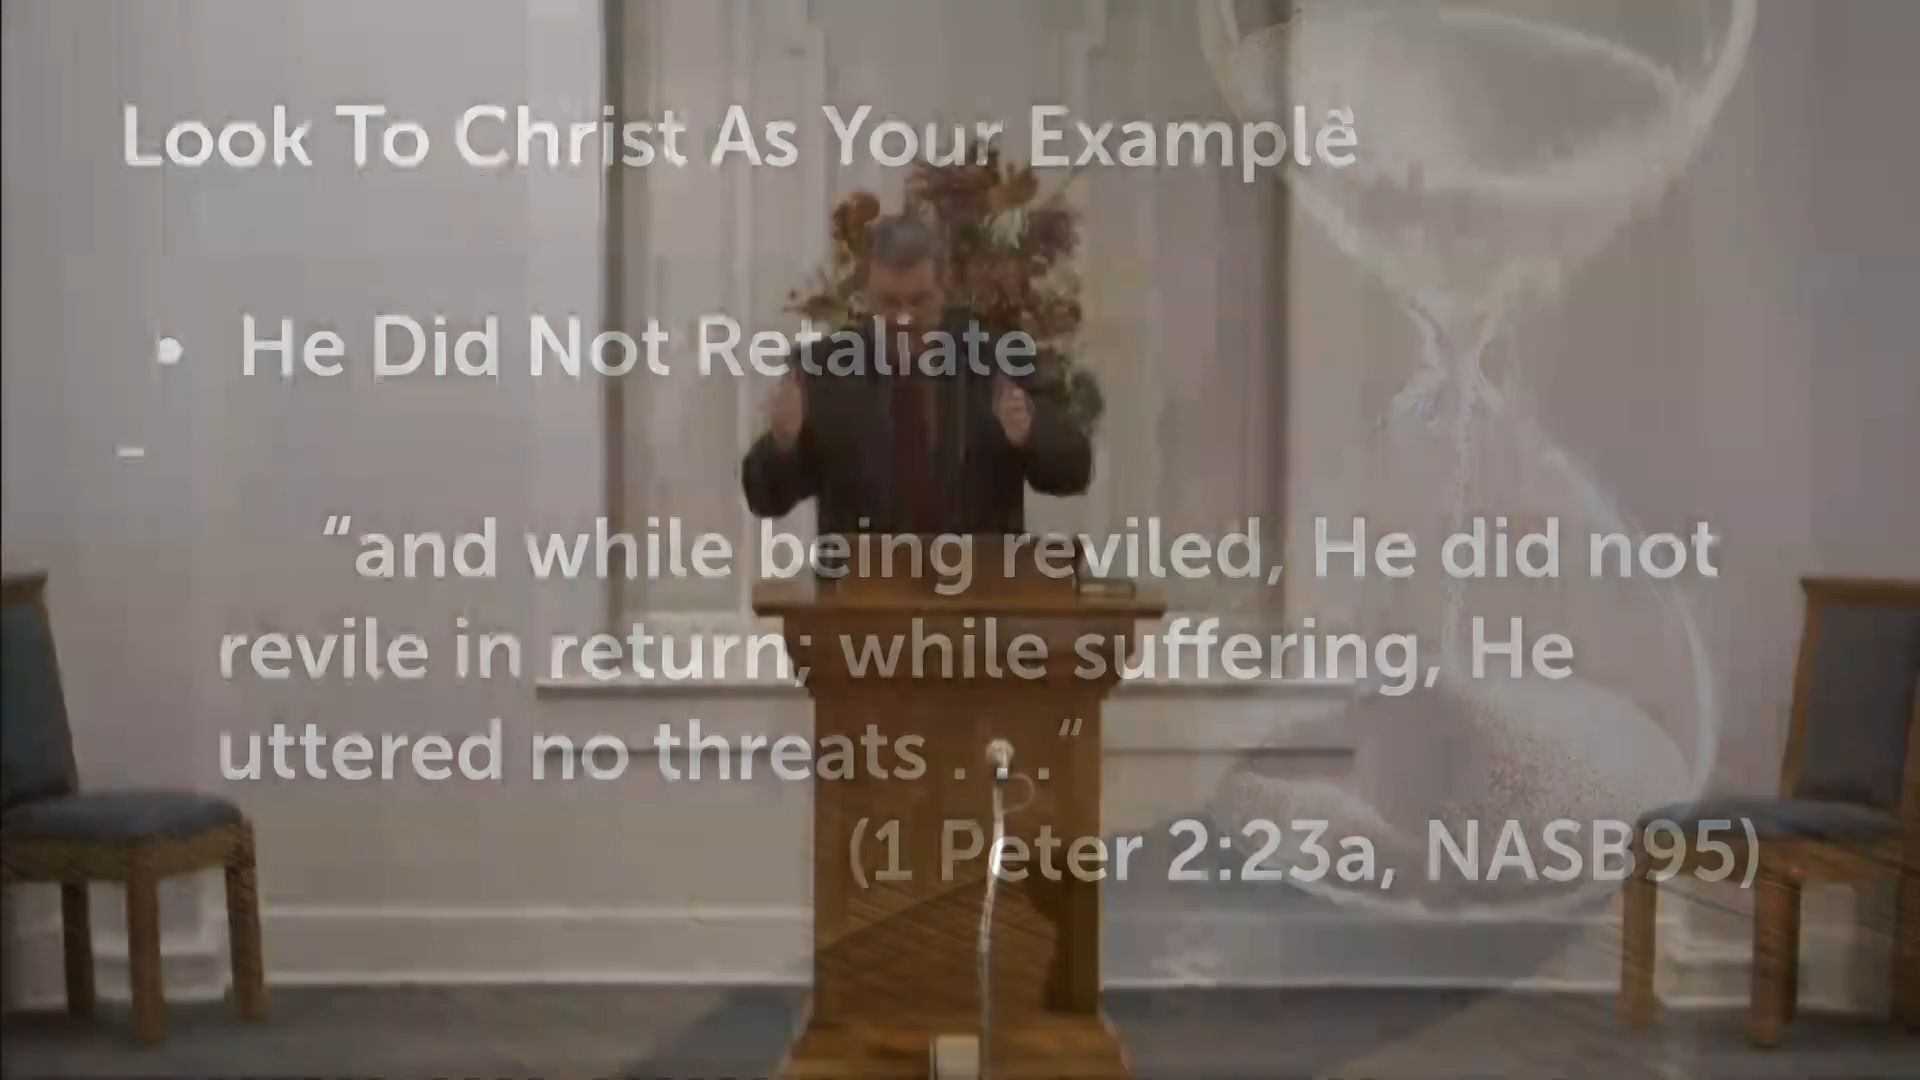 Look To Christ As Your Example
• He Did Not Retaliate
–
“and while being reviled, He did not
revile in return; while suffering, He
uttered no threats . . .“
(1 Peter 2:23a, NASB95)